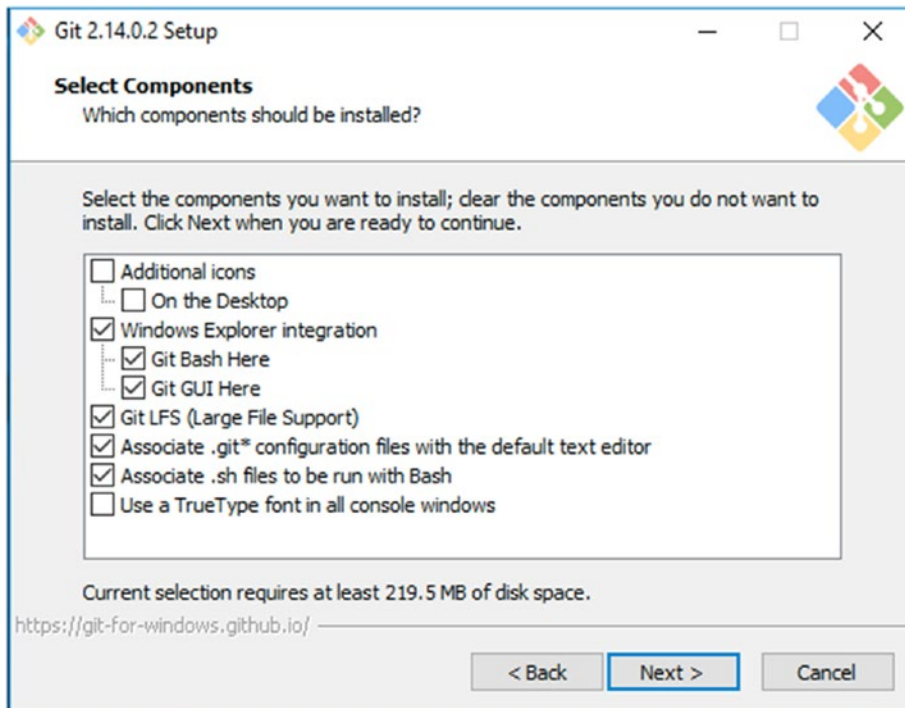 Git 2.14.0.2 Setup
Select Components
Which components should be installed?
Select the components you want to install; clear the components you do not want to
install. Click Next when you are ready to continue.
Additional icons
On the Desktop
Windows Explorer integration
Git Bash Here
Git GUI Here
Git LFS (Large File Support)
Associate .git* configuration files with the default text editor
Associate .sh files to be run with Bash
Use a TrueType font in all console windows
Current selection requires at least 219.5 MB of disk space.
https://git-for-windows.github.io/
< Back Next > Cancel